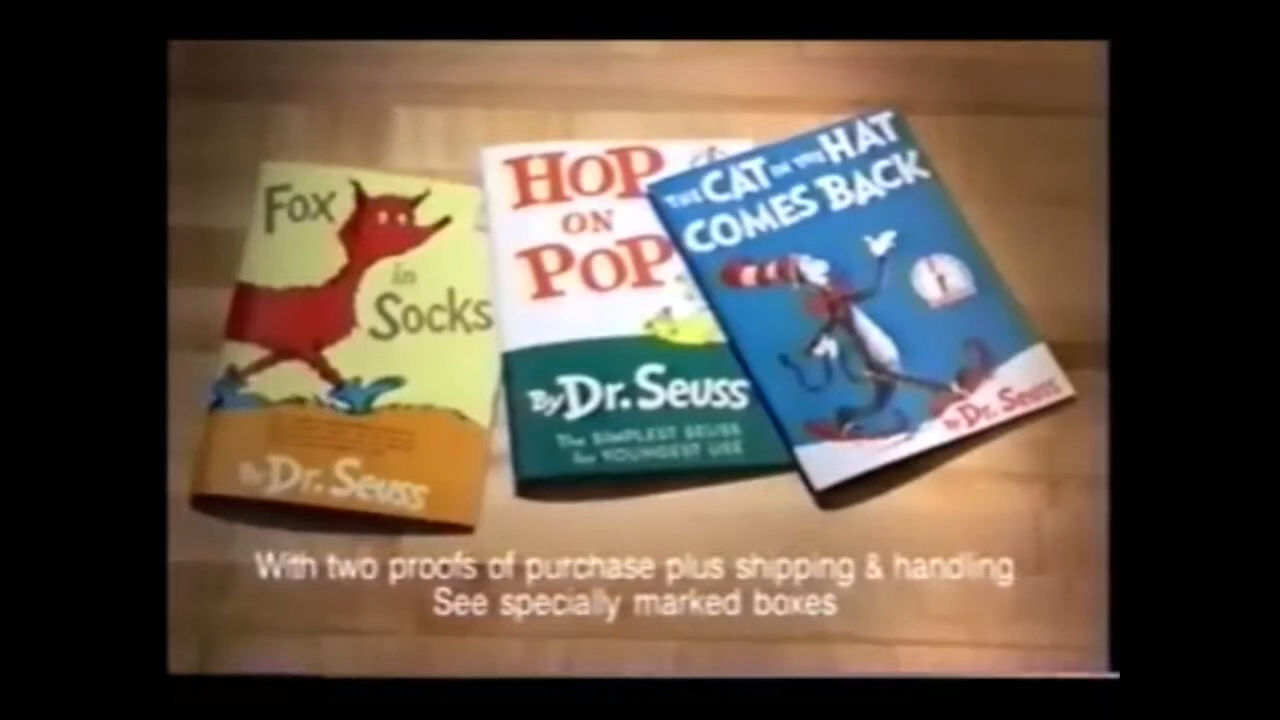 Fox
in
Socks
By Dr. Seuss
HOP
ON
POP
By Dr. Seuss
The SIMPLEST SEUSS
for YOUNGEST USE
THE CAT IN THE HAT
COMES BACK
By Dr. Seuss
With two proofs of purchase plus shipping & handling
See specially marked boxes